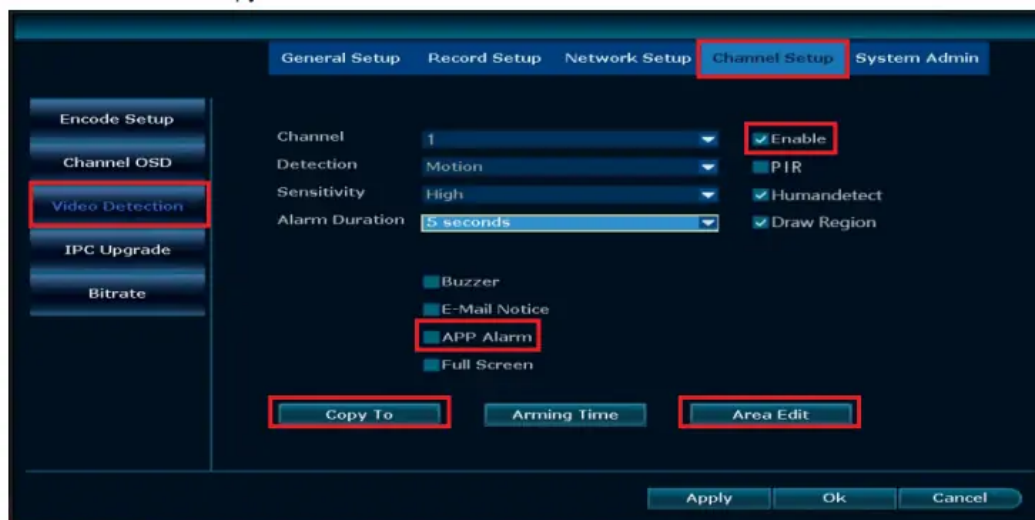 General Setup Record Setup Network Setup Channel Setup System Admin
Encode Setup
Channel OSD
Video Detection
IPC Upgrade
Bitrate
Channel 1 Enable
Detection Motion PIR
Sensitivity High Humandetect
Alarm Duration 5 seconds Draw Region
Buzzer
E-Mail Notice
APP Alarm
Full Screen
Copy To Arming Time Area Edit
Apply Ok Cancel